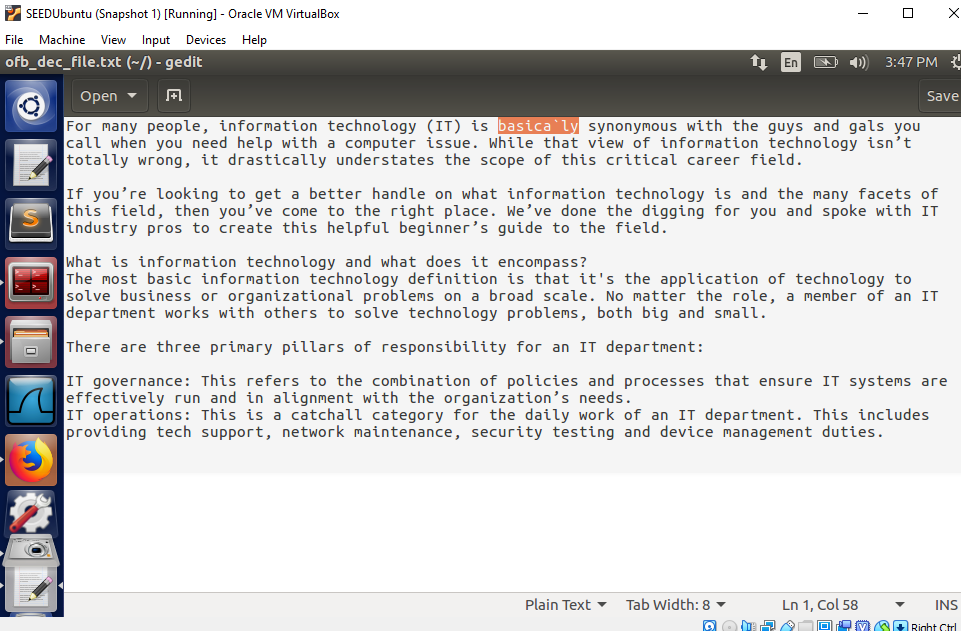 SEEDUbuntu (Snapshot 1) [Running] - Oracle VM VirtualBox
File Machine View Input Devices Help
ofb_dec_file.txt (~/) - gedit En 3:47 PM
Open Save
For many people, information technology (IT) is basica`ly synonymous with the guys and gals you
call when you need help with a computer issue. While that view of information technology isn’t
totally wrong, it drastically understates the scope of this critical career field.
If you’re looking to get a better handle on what information technology is and the many facets of
this field, then you’ve come to the right place. We’ve done the digging for you and spoke with IT
industry pros to create this helpful beginner’s guide to the field.
What is information technology and what does it encompass?
The most basic information technology definition is that it's the application of technology to
solve business or organizational problems on a broad scale. No matter the role, a member of an IT
department works with others to solve technology problems, both big and small.
There are three primary pillars of responsibility for an IT department:
IT governance: This refers to the combination of policies and processes that ensure IT systems are
effectively run and in alignment with the organization’s needs.
IT operations: This is a catchall category for the daily work of an IT department. This includes
providing tech support, network maintenance, security testing and device management duties.
Plain Text Tab Width: 8 Ln 1, Col 58 INS
Right Ctrl